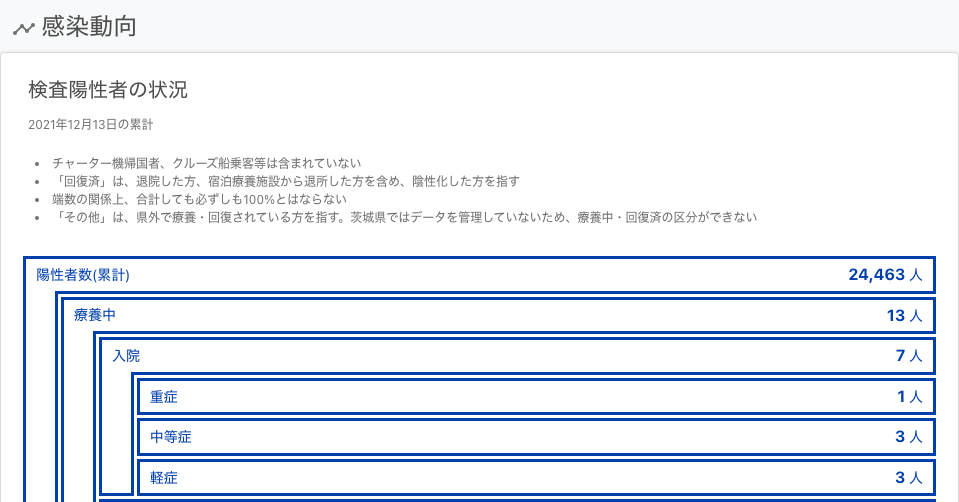 感染動向
検査陽性者の状況
2021年12月13日の累計
• チャーター機帰国者、クルーズ船乗客等は含まれていない
• 「回復済」は、退院した方、宿泊療養施設から退所した方を含め、陰性化した方を指す
• 端数の関係上、合計しても必ずしも100%とはならない
• 「その他」は、県外で療養・回復されている方を指す。茨城県ではデータを管理していないため、療養中・回復済の区分ができない
陽性者数(累計) 24,463 人
療養中 13 人
入院 7 人
重症 1 人
中等症 3 人
軽症 3 人